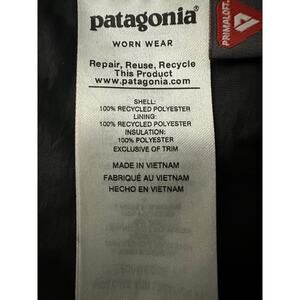 patagonia®
WORN WEAR
Repair, Reuse, Recycle
This Product
www.patagonia.com
SHELL:
100% RECYCLED POLYESTER
LINING:
100% RECYCLED POLYESTER
INSULATION:
100% POLYESTER
EXCLUSIVE OF TRIM
MADE IN VIETNAM
FABRIQUÉ AU VIETNAM
HECHO EN VIETNAM
PRIMALOFT